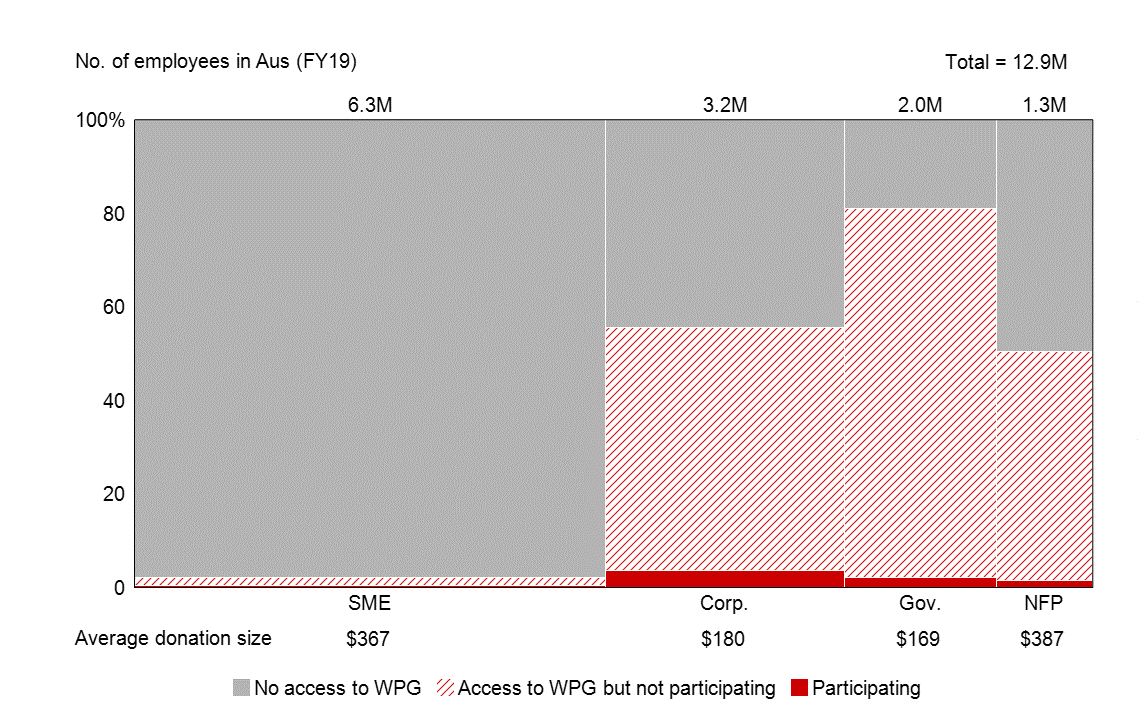 No. of employees in Aus (FY19) Total = 12.9M
6.3M 3.2M 2.0M 1.3M
100%
80
60
40
20
0
SME Corp. Gov. NFP
Average donation size $367 $180 $169 $387
No access to WPG Access to WPG but not participating Participating